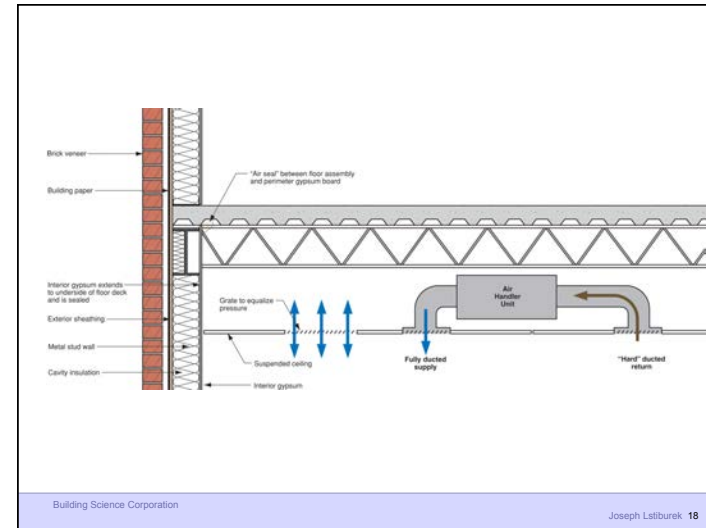 Brick veneer
Building paper
"Air seal" between floor assembly
and perimeter gypsum board
Interior gypsum extends
to underside of floor deck
and is sealed
Exterior sheathing
Metal stud wall
Cavity insulation
Grate to equalize
pressure
Suspended ceiling
Interior gypsum
Air
Handler
Unit
Fully ducted
supply
"Hard" ducted
return
Building Science Corporation
Joseph Lstiburek 18